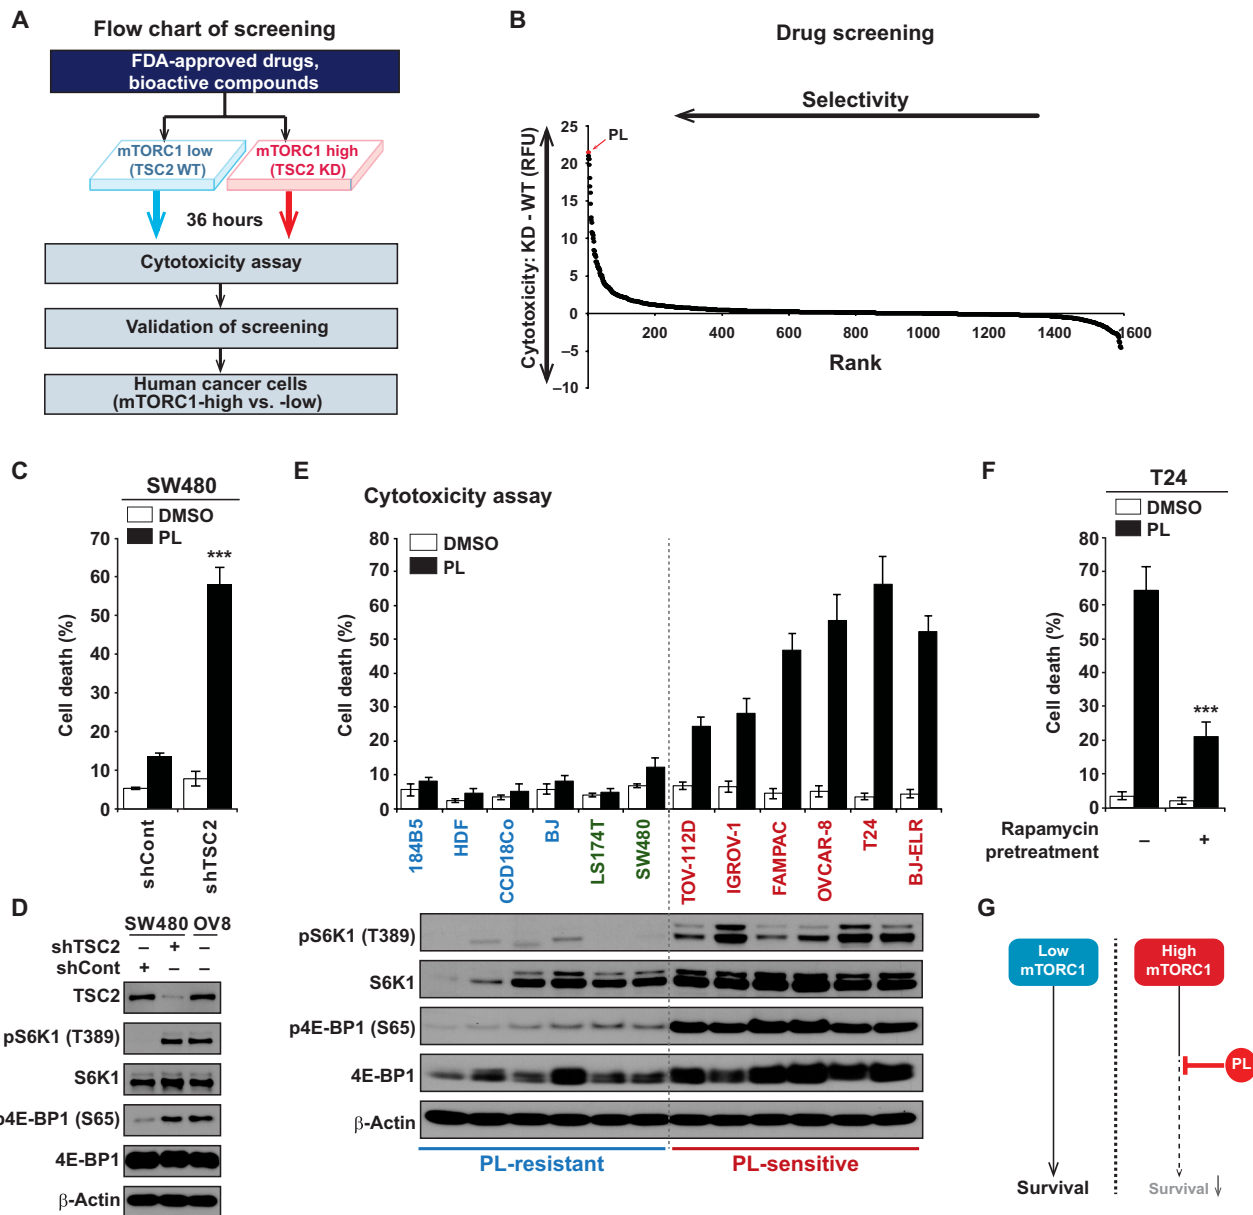 A
Flow chart of screening
FDA-approved drugs,
bioactive compounds
mTORC1 low
(TSC2 WT)
mTORC1 high
(TSC2 KD)
36 hours
Cytotoxicity assay
Validation of screening
Human cancer cells
(mTORC1-high vs. -low)
B
Drug screening
Selectivity
Cytotoxicity: KD - WT (RFU)
25
20
15
10
5
0
–5
–10
PL
200
400
600
800
1000
1200
1400
1600
Rank
C
SW480
DMSO
PL
Cell death (%)
70
60
50
40
30
20
10
0
***
shCont
shTSC2
D
SW480 OV8
shTSC2 – + –
shCont + – –
TSC2
pS6K1 (T389)
S6K1
p4E-BP1 (S65)
4E-BP1
β-Actin
E
Cytotoxicity assay
DMSO
PL
Cell death (%)
80
70
60
50
40
30
20
10
0
184B5
HDF
CCD18Co
BJ
LS174T
SW480
TOV-112D
IGROV-1
FAMPAC
OVCAR-8
T24
BJ-ELR
pS6K1 (T389)
S6K1
p4E-BP1 (S65)
4E-BP1
β-Actin
PL-resistant
PL-sensitive
F
T24
DMSO
PL
Cell death (%)
80
70
60
50
40
30
20
10
0
***
Rapamycin
pretreatment
– +
G
Low
mTORC1
High
mTORC1
PL
Survival
Survival